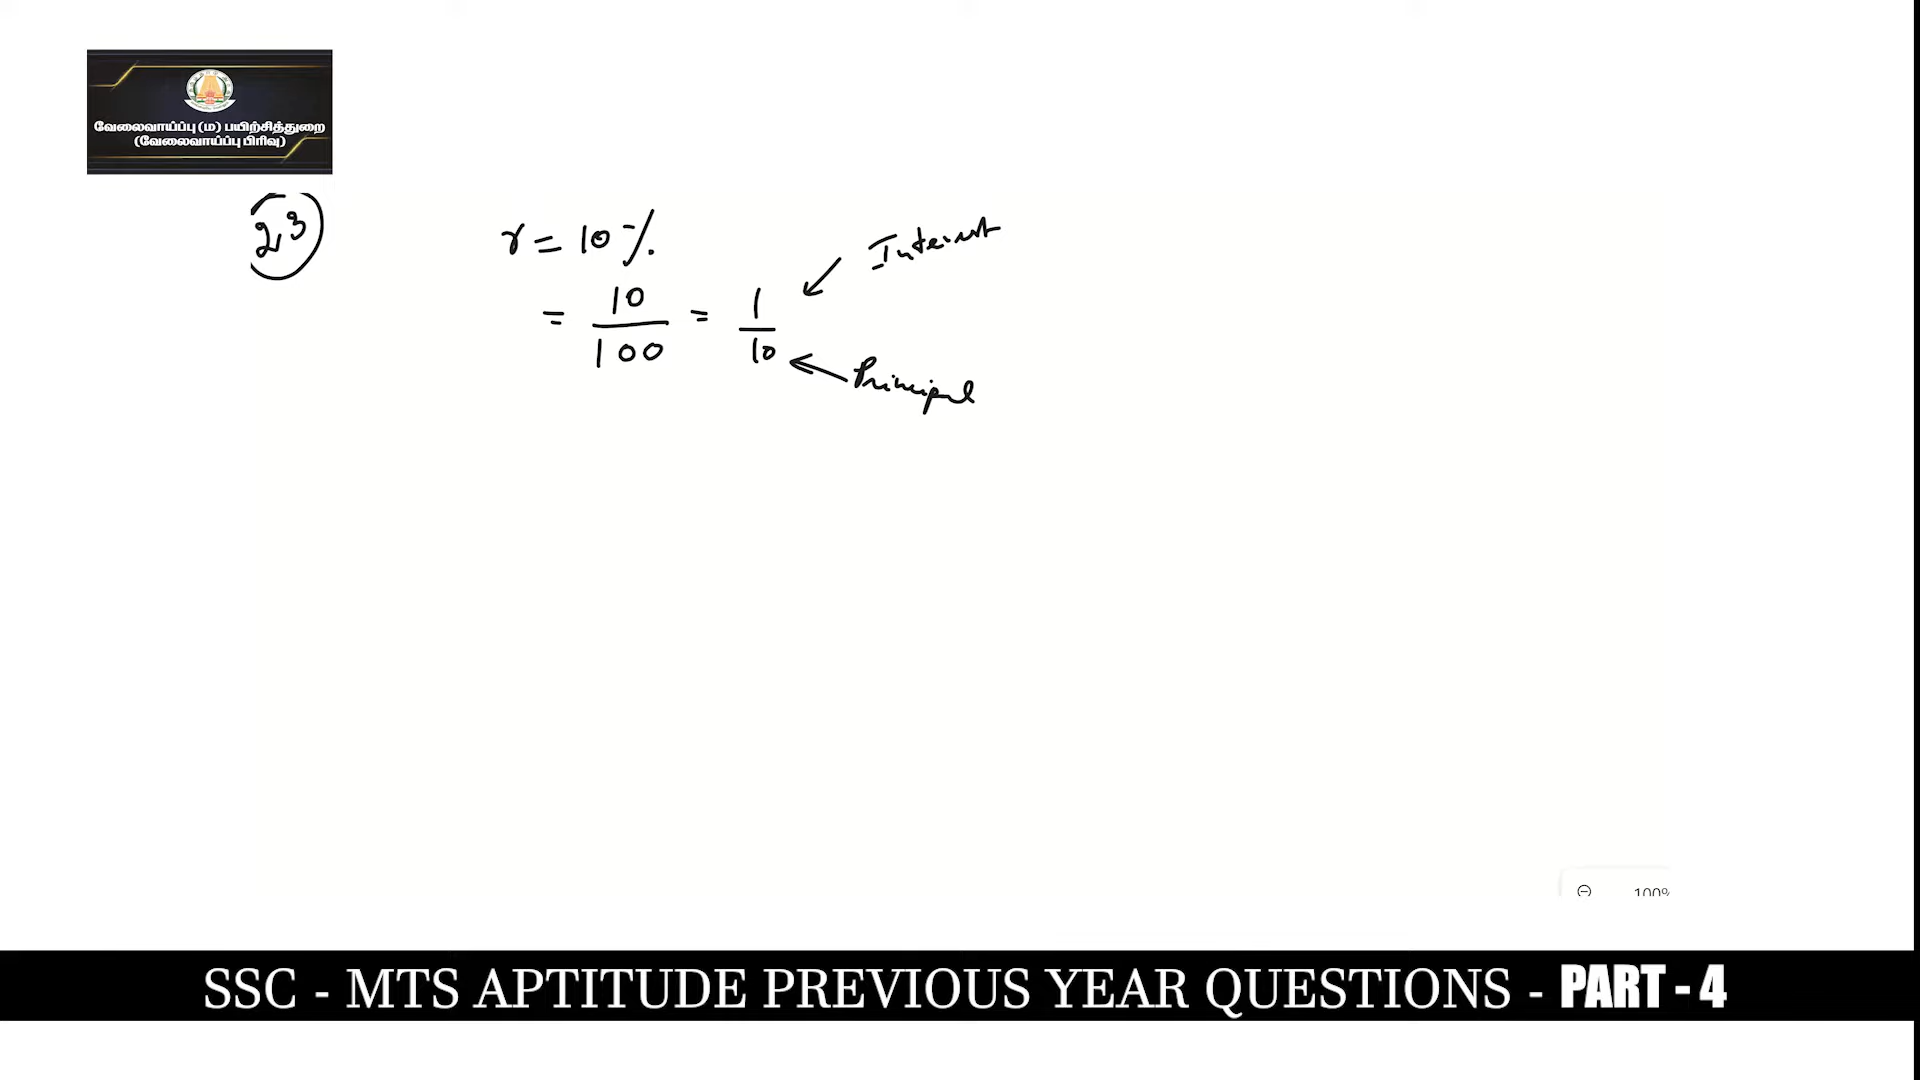 வேலைவாய்ப்பு (ம) பயிற்சித்துறை
(வேலைவாய்ப்பு பிரிவு)
23
r = 10%
Interest
= 10/100 = 1/10
Principal
100%
SSC - MTS APTITUDE PREVIOUS YEAR QUESTIONS - PART - 4